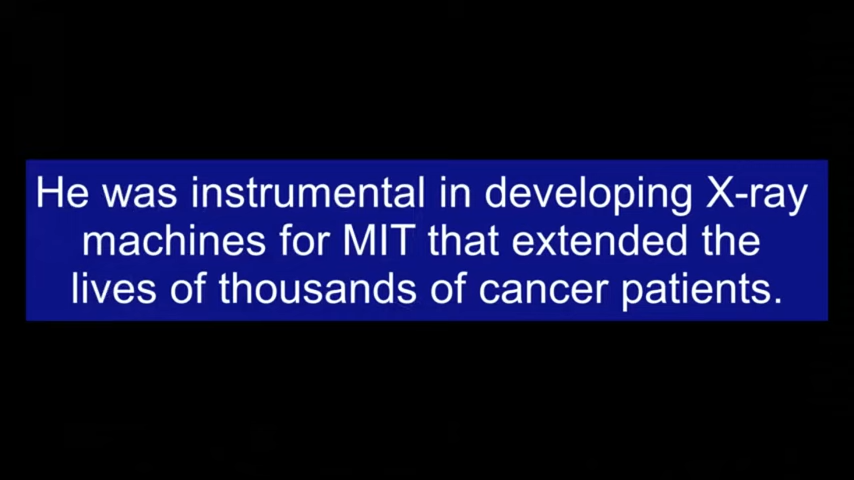 He was instrumental in developing X-ray
machines for MIT that extended the
lives of thousands of cancer patients.